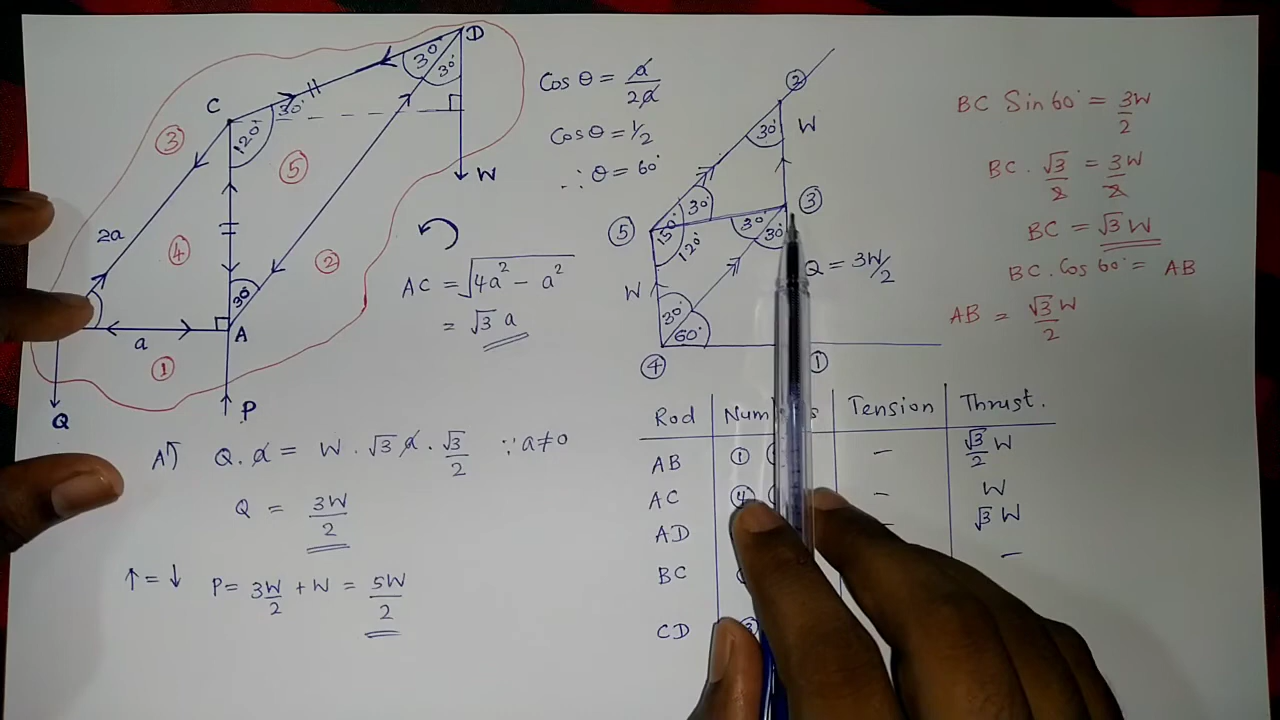 D
30°
30°
C
30°
120°
③
⑤
W
2a
④
②
30°
A
a
①
Q
P
Cos θ = a/2a
Cosθ = 1/2
∴ θ = 60°
AC = √4a² − a²
= √3 a
A Q . a = W . √3 a . √3/2 ∵ a≠0
Q = 3W/2
↑ = ↓ P = 3W/2 + W = 5W/2
②
30°
W
③
30°
⑤
150°
30°
120°
30°
W
Q = 3W/2
30°
60°
④
①
BC Sin60° = 3W/2
BC . √3/2 = 3W/2
BC = √3 W
BC . Cos 60° = AB
AB = √3 W/2
Rod Tension Thrust.
AB ① − √3/2 W
AC ④ − W
AD − √3 W
BC −
CD ③